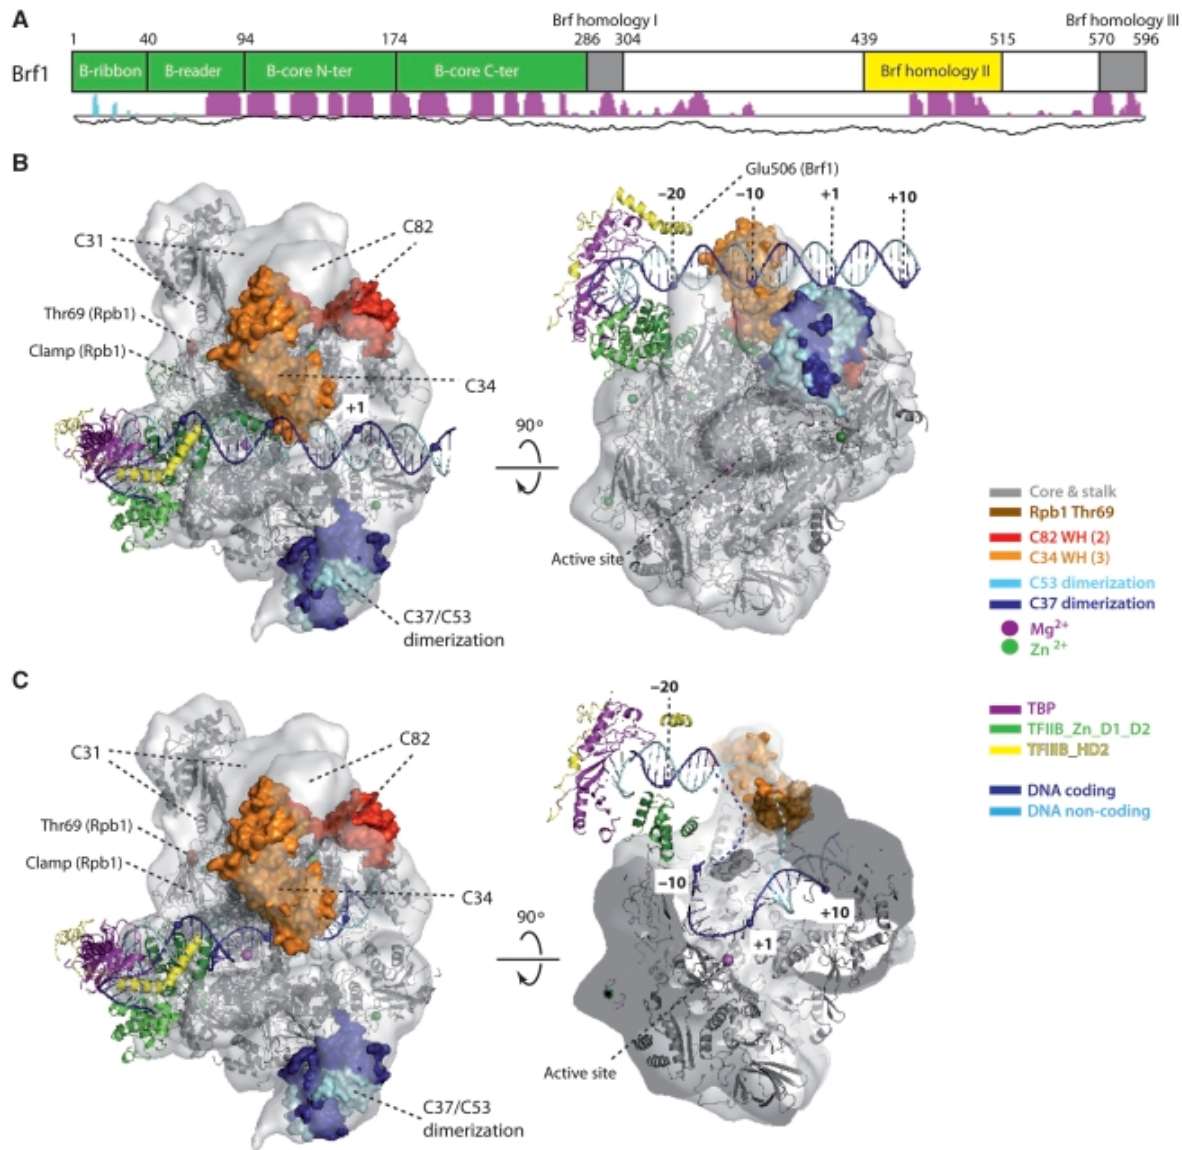 A
Brf homology I
Brf homology III
1 40 94 174 286 304 439 515 570 596
Brf1
B-ribbon B-reader B-core N-ter B-core C-ter Brf homology II
B
Glu506 (Brf1)
−20 −10 +1 +10
C31
C82
Thr69 (Rpb1)
Clamp (Rpb1)
C34
+1
90°
Active site
C37/C53
dimerization
Core & stalk
Rpb1 Thr69
C82 WH (2)
C34 WH (3)
C53 dimerization
C37 dimerization
Mg2+
Zn 2+
C
−20
C31
C82
Thr69 (Rpb1)
Clamp (Rpb1)
C34
90°
−10
+10
+1
Active site
C37/C53
dimerization
TBP
TFIIB_Zn_D1_D2
TFIIIB_HD2
DNA coding
DNA non-coding